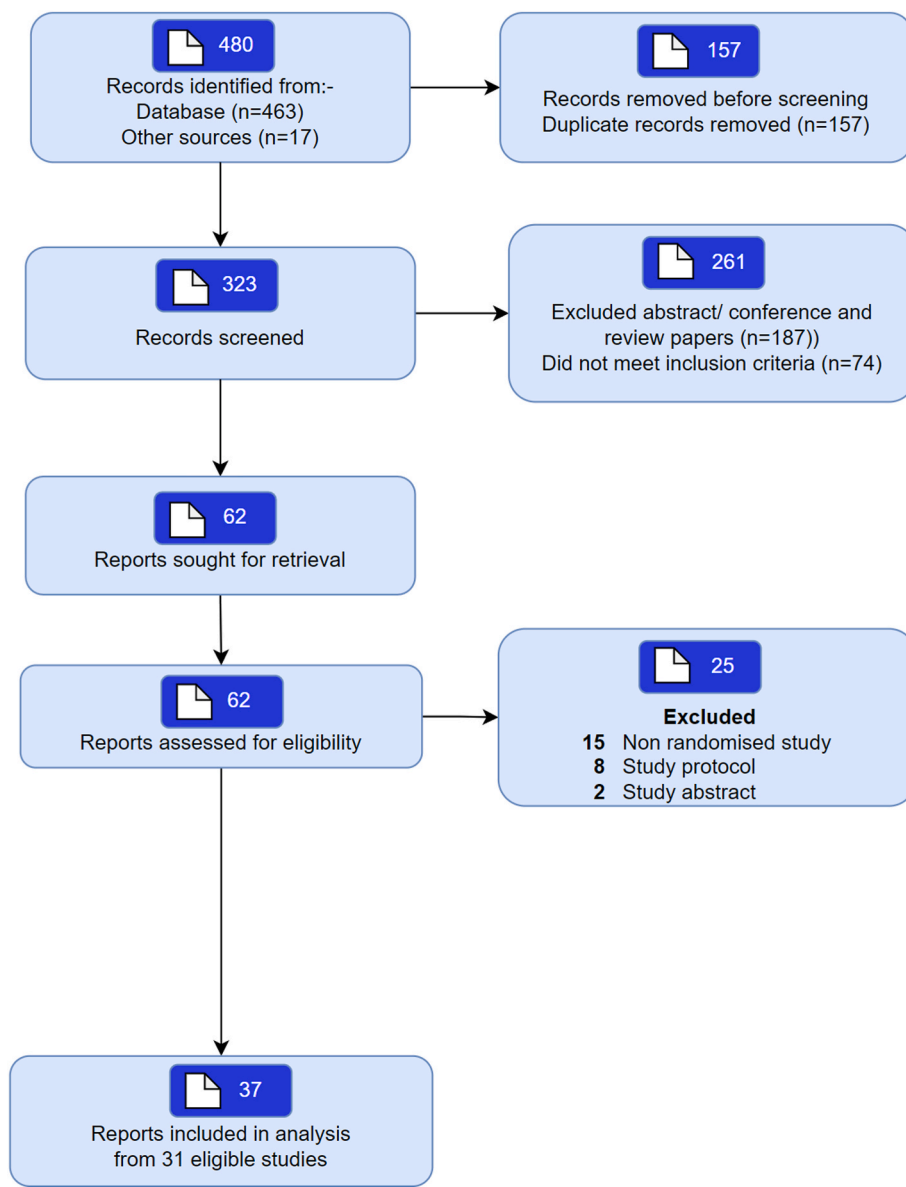 480
Records identified from:-
Database (n=463)
Other sources (n=17)
157
Records removed before screening
Duplicate records removed (n=157)
323
Records screened
261
Excluded abstract/ conference and
review papers (n=187))
Did not meet inclusion criteria (n=74)
62
Reports sought for retrieval
62
Reports assessed for eligibility
25
Excluded
15 Non randomised study
8 Study protocol
2 Study abstract
37
Reports included in analysis
from 31 eligible studies